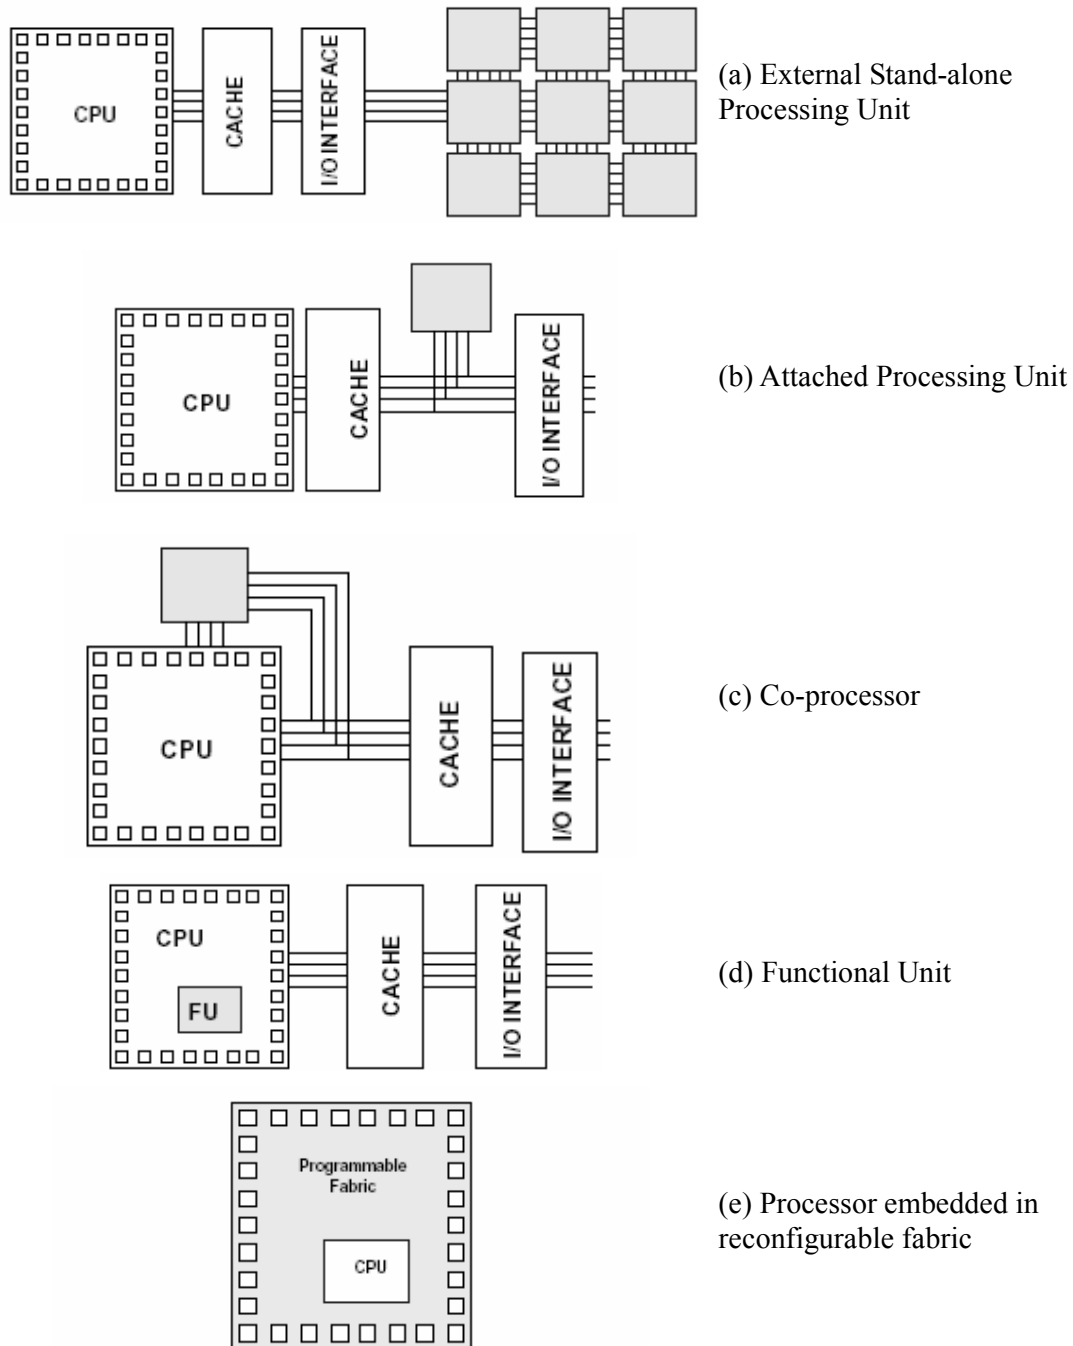 CPU
CACHE
I/O INTERFACE
(a) External Stand-alone
Processing Unit
CPU
CACHE
I/O INTERFACE
(b) Attached Processing Unit
CPU
CACHE
I/O INTERFACE
(c) Co-processor
CPU
FU
CACHE
I/O INTERFACE
(d) Functional Unit
Programmable
Fabric
CPU
(e) Processor embedded in
reconfigurable fabric